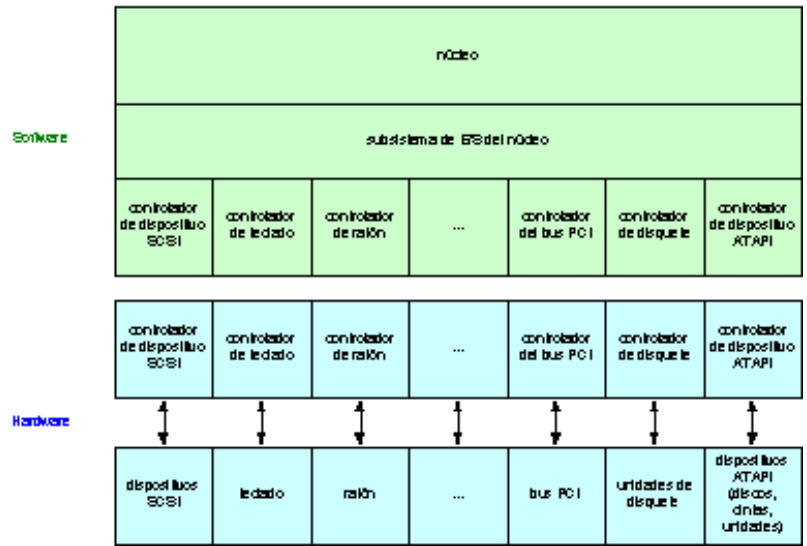 núcleo
Software
subsistema de E/S del núcleo
controlador
de dispositivo
SCSI
controlador
de teclado
controlador
de ratón
...
controlador
del bus PCI
controlador
de disquete
controlador
de dispositivo
ATAPI
controlador
de dispositivo
SCSI
controlador
de teclado
controlador
de ratón
...
controlador
del bus PCI
controlador
de disquete
controlador
de dispositivo
ATAPI
Hardware
dispositivos
SCSI
teclado
ratón
...
bus PCI
unidades de
disquete
dispositivos
ATAPI
(discos,
cintas,
unidades)